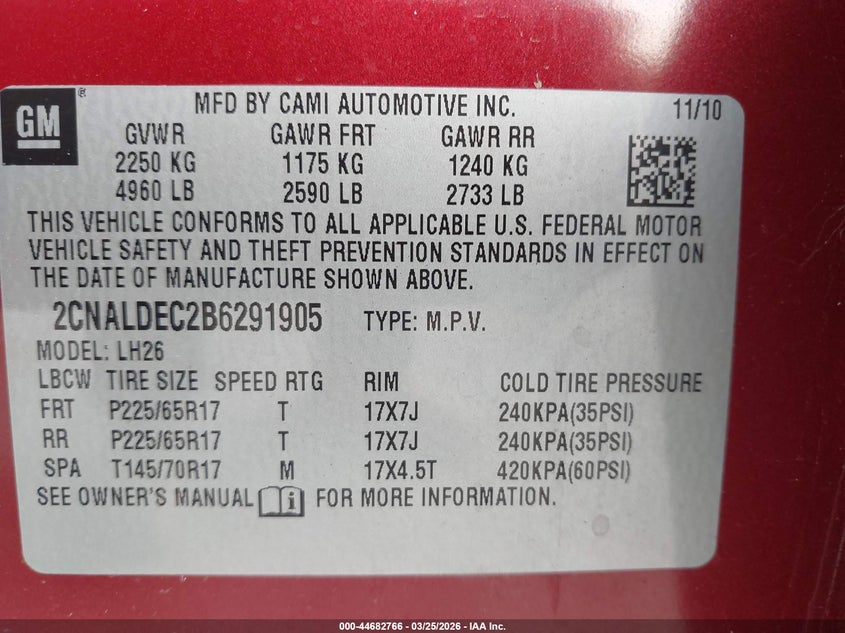 GM®
MFD BY CAMI AUTOMOTIVE INC. 11/10
GVWR GAWR FRT GAWR RR
2250 KG 1175 KG 1240 KG
4960 LB 2590 LB 2733 LB
THIS VEHICLE CONFORMS TO ALL APPLICABLE U.S. FEDERAL MOTOR
VEHICLE SAFETY AND THEFT PREVENTION STANDARDS IN EFFECT ON
THE DATE OF MANUFACTURE SHOWN ABOVE.
2CNALDEC2B6291905 TYPE: M.P.V.
MODEL: LH26
LBCW TIRE SIZE SPEED RTG RIM COLD TIRE PRESSURE
FRT P225/65R17 T 17X7J 240KPA(35PSI)
RR P225/65R17 T 17X7J 240KPA(35PSI)
SPA T145/70R17 M 17X4.5T 420KPA(60PSI)
SEE OWNER'S MANUAL i FOR MORE INFORMATION.
000-44682766 - 03/25/2026 - IAA Inc.